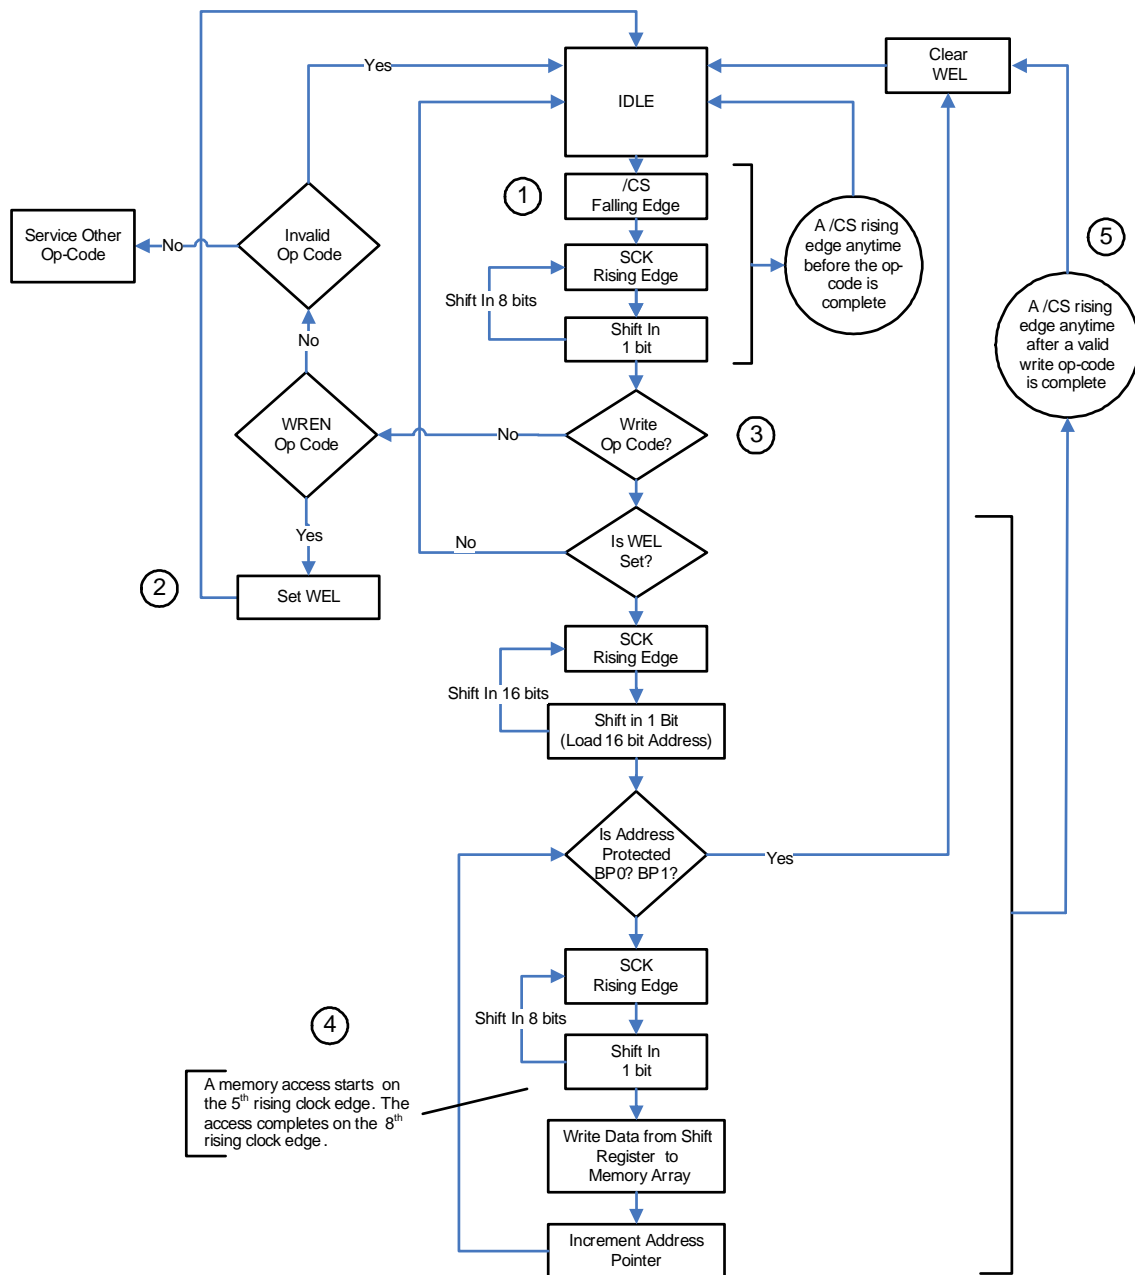 Clear
WEL
Yes
IDLE
1
/CS
Falling Edge
5
Service Other
Op-Code
No
Invalid
Op Code
A /CS rising
edge anytime
before the op-
code is
complete
SCK
Rising Edge
Shift In 8 bits
A /CS rising
edge anytime
after a valid
write op-code
is complete
Shift In
1 bit
No
WREN
Op Code
No
Write
Op Code?
3
Yes
No
Is WEL
Set?
2
Set WEL
SCK
Rising Edge
Shift In 16 bits
Shift in 1 Bit
(Load 16 bit Address)
Is Address
Protected
BP0? BP1?
Yes
SCK
Rising Edge
4
Shift In 8 bits
Shift In
1 bit
A memory access starts on
the 5th rising clock edge. The
access completes on the 8th
rising clock edge.
Write Data from Shift
Register to
Memory Array
Increment Address
Pointer